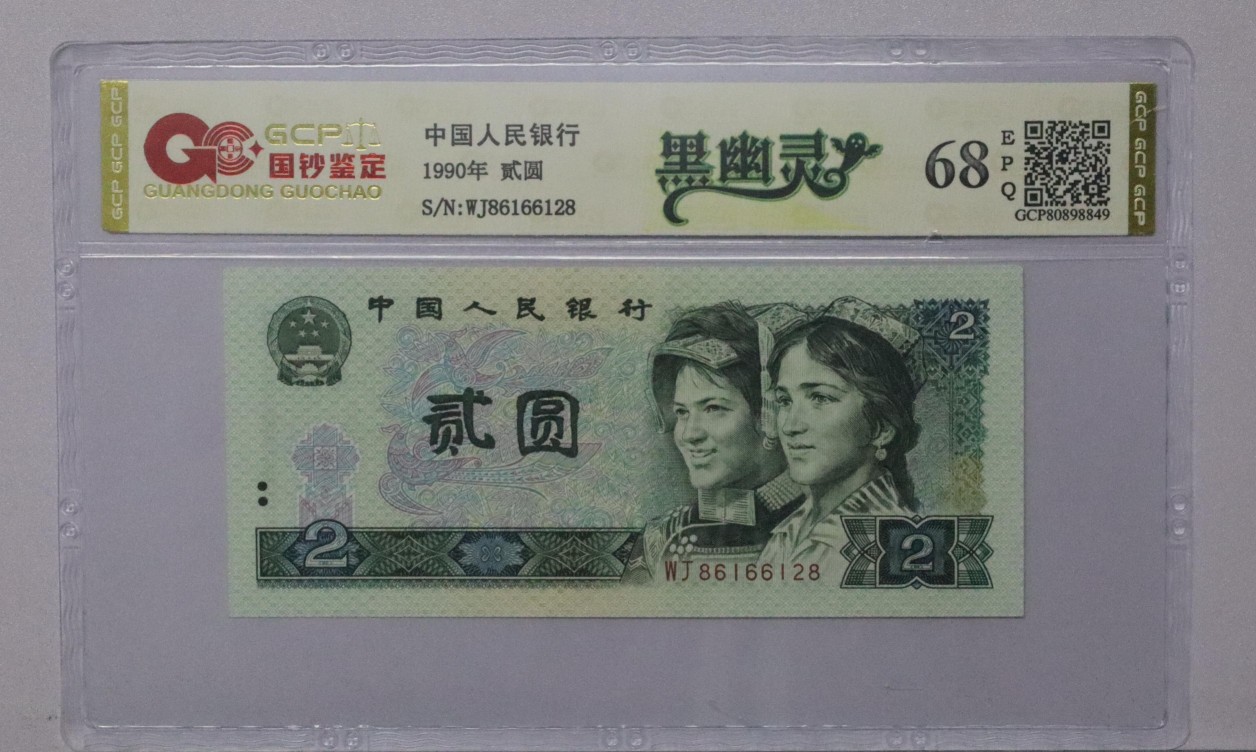 GCP GCP GCP
GCP
国钞鉴定
GUANGDONG GUOCHAO
中国人民银行
1990年 贰圆
S/N:WJ86166128
黑幽灵
68
EPQ
GCP80898849
GCP GCP GCP
中国人民银行
2
贰圆
2
WJ86166128
2